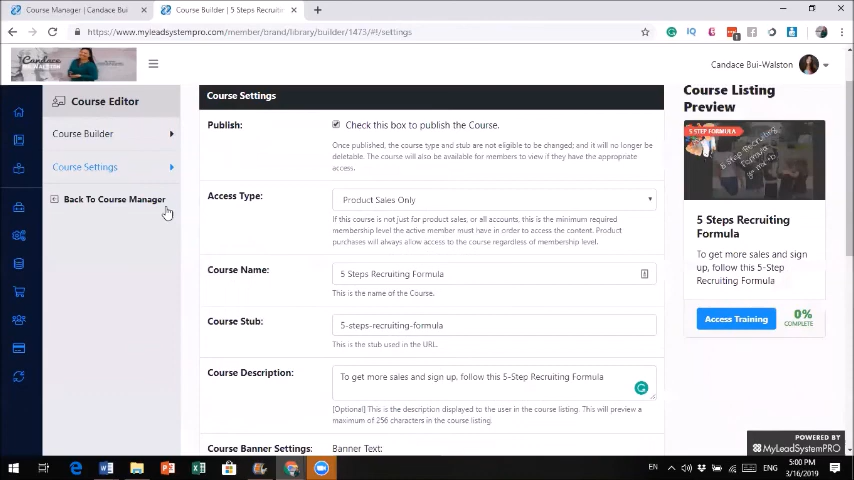 Course Manager | Candace Bui
Course Builder | 5 Steps Recruiti
https://www.myleadsystempro.com/member/brand/library/builder/1473/#!/settings
CANDACE
BUI-WALSTON
Candace Bui-Walston
Course Editor
Course Builder
Course Settings
Back To Course Manager
Course Settings
Publish:
Check this box to publish the Course.
Once published, the course type and stub are not eligible to be changed; and it will no longer be
deletable. The course will also be available for members to view if they have the appropriate
access.
Access Type:
Product Sales Only
If this course is not just for product sales, or all accounts, this is the minimum required
membership level the active member must have in order to access the content. Product
purchases will always allow access to the course regardless of membership level.
Course Name:
5 Steps Recruiting Formula
This is the name of the Course.
Course Stub:
5-steps-recruiting-formula
This is the stub used in the URL.
Course Description:
To get more sales and sign up, follow this 5-Step Recruiting Formula
[Optional] This is the description displayed to the user in the course listing. This will preview a
maximum of 256 characters in the course listing.
Course Banner Settings:
Banner Text:
Course Listing
Preview
5 STEP FORMULA
5 Steps Recruiting
Formula
To get more sales and sign
up, follow this 5-Step
Recruiting Formula
Access Training
0%
COMPLETE
POWERED BY
MyLeadSystemPRO
EN
ENG
5:00 PM
3/16/2019